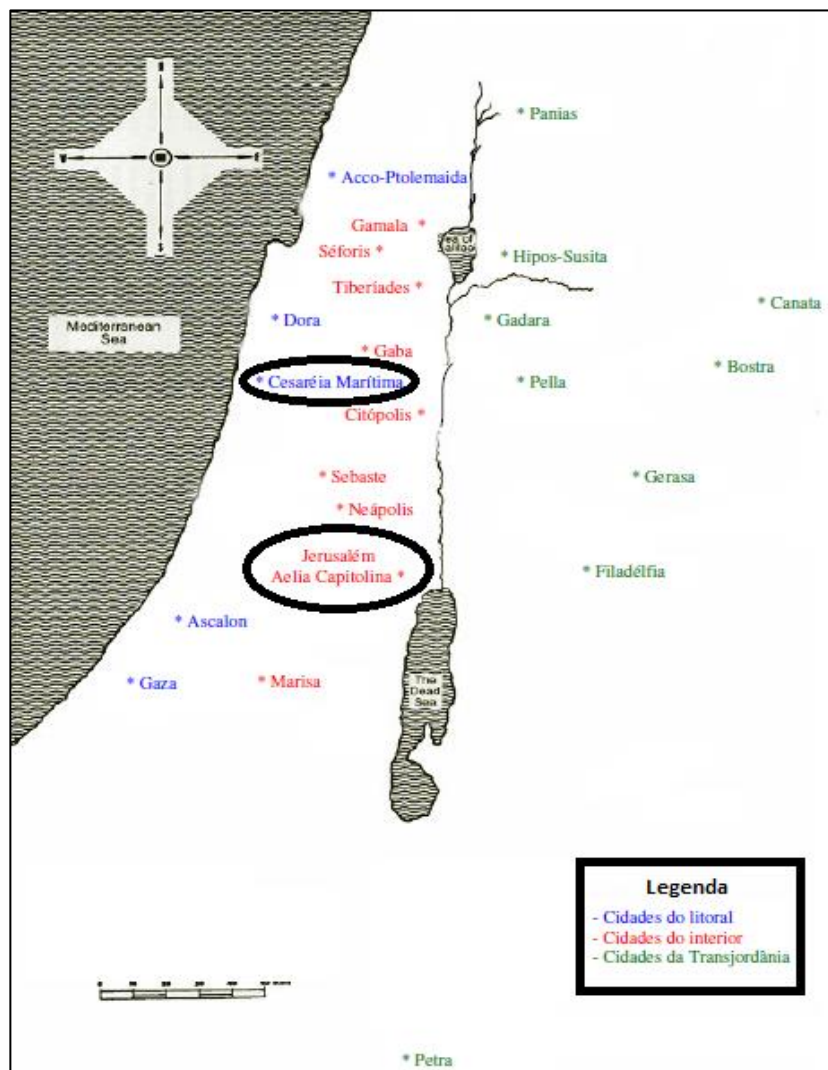 N
W
E
S
* Panias
* Acco-Ptolemaida
Gamala *
Séforis *
* Hipos-Susita
Tiberíades *
Canata
*
* Dora
* Gadara
Mediterranean
Sea
* Gaba
* Bostra
* Cesaréia Marítima
* Pella
Citópolis *
* Sebaste
* Gerasa
* Neápolis
Jerusalém
Aelia Capitolina *
* Filadélfia
* Ascalon
* Gaza
* Marisa
The
Dead
Sea
Legenda
- Cidades do litoral
- Cidades do interior
- Cidades da Transjordânia
* Petra